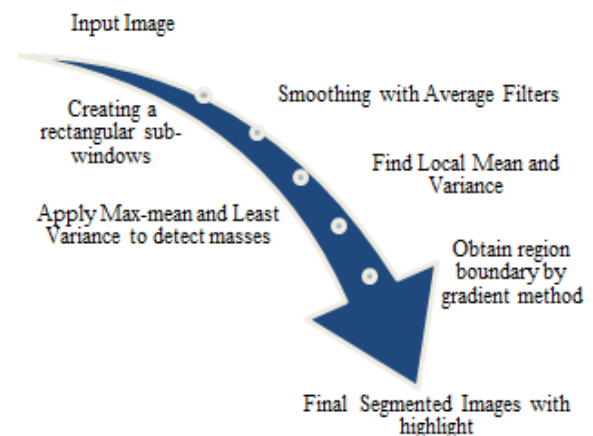 Input Image
Smoothing with Average Filters
Creating a
rectangular sub-
windows
Find Local Mean and
Variance
Apply Max-mean and Least
Variance to detect masses
Obtain region
boundary by
gradient method
Final Segmented Images with
highlight